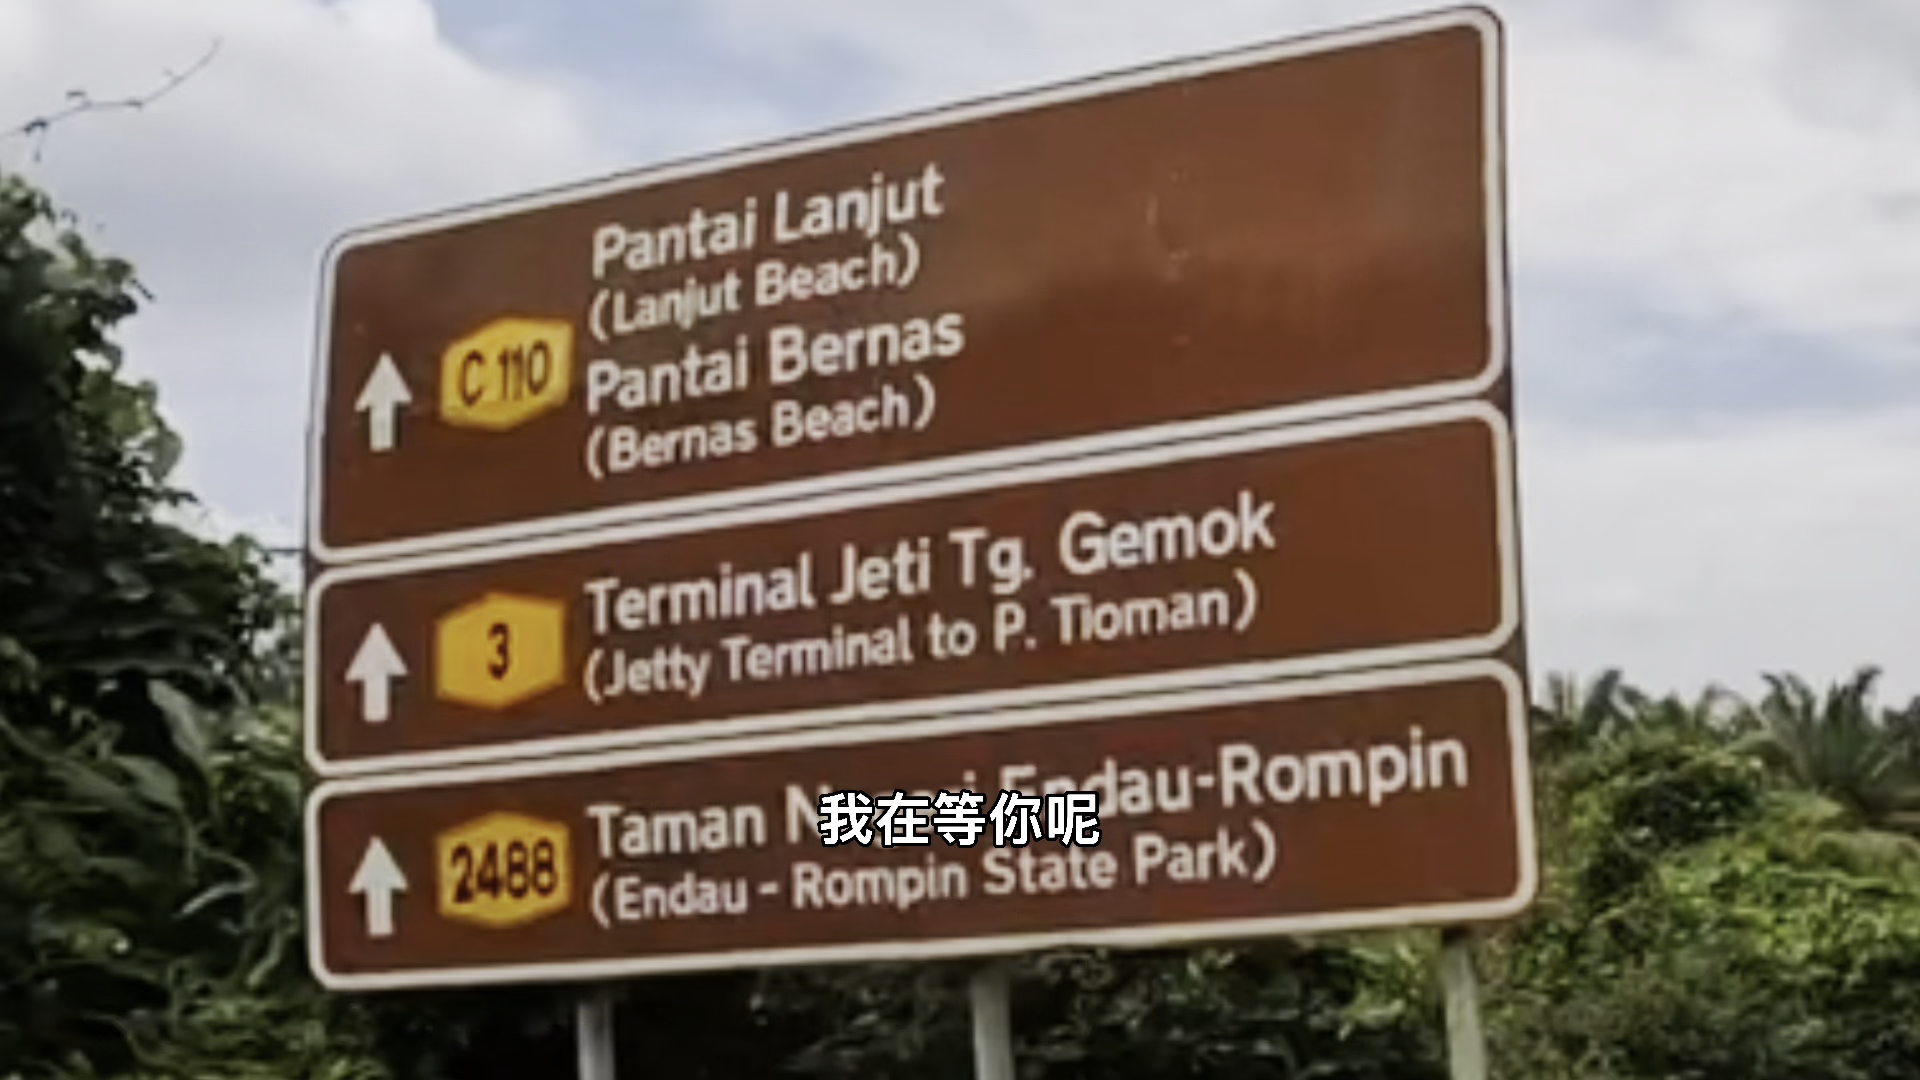 Pantai Lanjut
(Lanjut Beach)
C 110
Pantai Bernas
(Bernas Beach)
Terminal Jeti Tg. Gemok
3
(Jetty Terminal to P. Tioman)
Taman Endau-Rompin
我在等你呢
2488
(Endau - Rompin State Park)